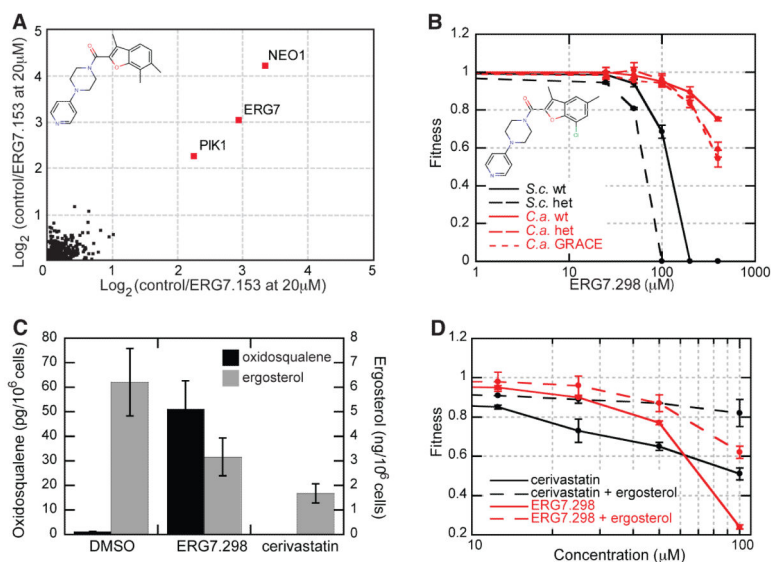 A
5
4
3
2
1
0
1
2
3
4
5
Log2 (control/ERG7.153 at 20μM)
Log2 (control/ERG7.153 at 20μM)
NEO1
ERG7
PIK1
O
N
N
O
N
B
1.2
1
0.8
0.6
0.4
0.2
0
1
10
100
1000
Fitness
ERG7.298 (μM)
O
N
N
O
Cl
N
S.c. wt
S.c. het
C.a. wt
C.a. het
C.a. GRACE
C
80
70
60
50
40
30
20
10
0
8
7
6
5
4
3
2
1
0
Oxidosqualene (pg/10^6 cells)
Ergosterol (ng/10^6 cells)
oxidosqualene
ergosterol
DMSO
ERG7.298
cerivastatin
D
1.2
1
0.8
0.6
0.4
0.2
10
100
Fitness
Concentration (μM)
cerivastatin
cerivastatin + ergosterol
ERG7.298
ERG7.298 + ergosterol